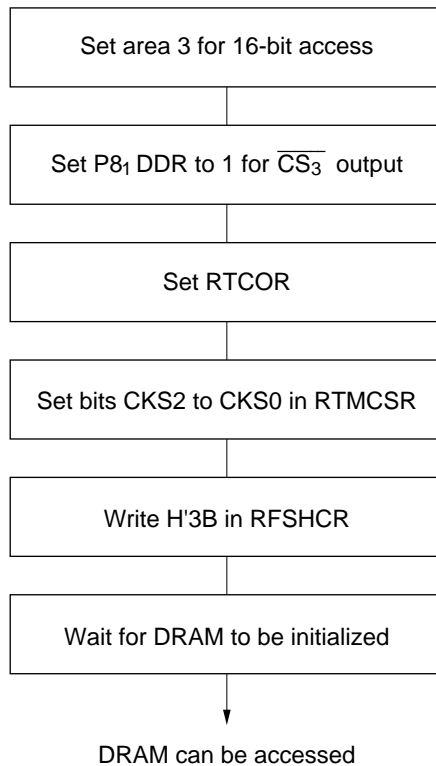 Set area 3 for 16-bit access
Set P8₁ DDR to 1 for C̅S̅₃ output
Set RTCOR
Set bits CKS2 to CKS0 in RTMCSR
Write H'3B in RFSHCR
Wait for DRAM to be initialized
DRAM can be accessed